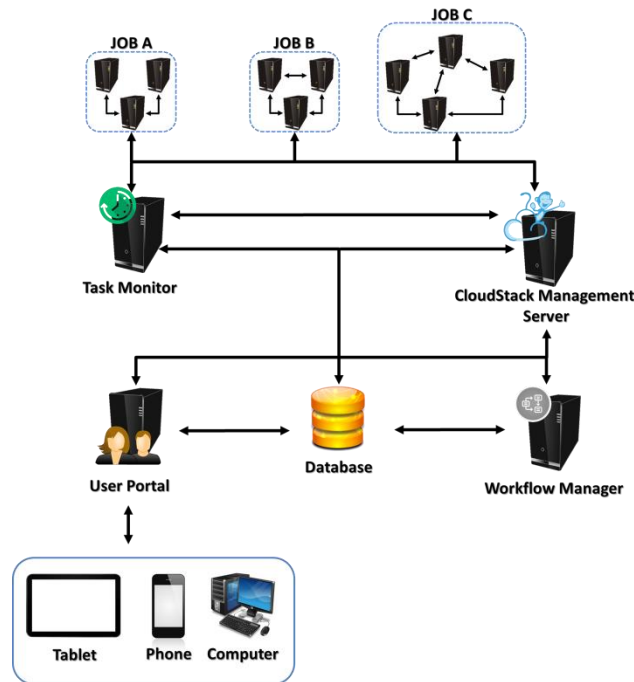 JOB A
JOB B
JOB C
Task Monitor
CloudStack Management
Server
User Portal
Database
Workflow Manager
Tablet
Phone
Computer